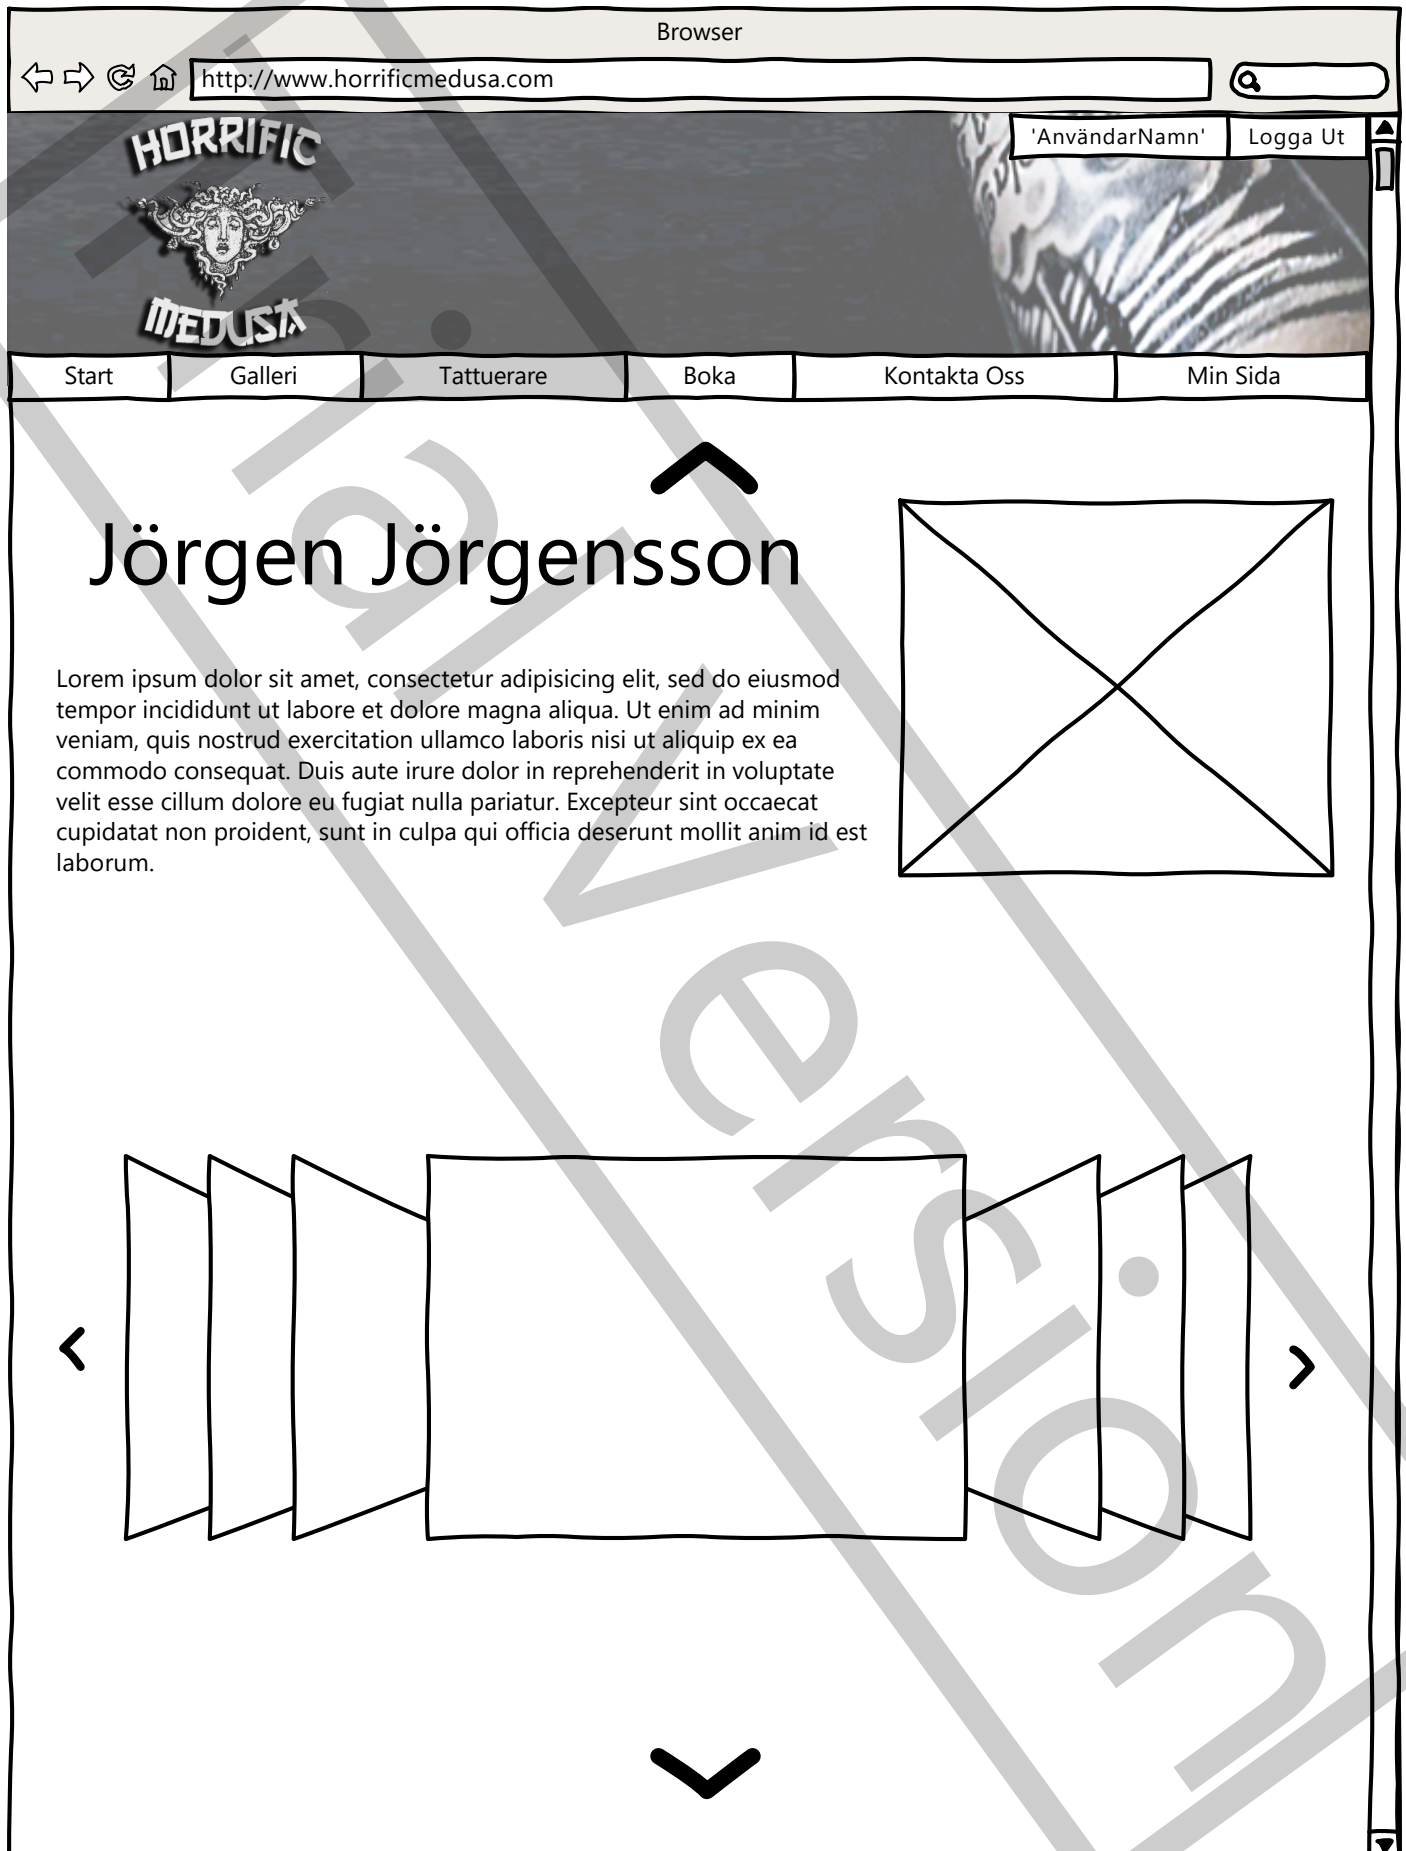 Browser
http://www.horrificmedusa.com
HORRIFIC
MEDUSA
'AnvändarNamn' Logga Ut
Start Galleri Tattuerare Boka Kontakta Oss Min Sida
Jörgen Jörgensson
Lorem ipsum dolor sit amet, consectetur adipisicing elit, sed do eiusmod
tempor incididunt ut labore et dolore magna aliqua. Ut enim ad minim
veniam, quis nostrud exercitation ullamco laboris nisi ut aliquip ex ea
commodo consequat. Duis aute irure dolor in reprehenderit in voluptate
velit esse cillum dolore eu fugiat nulla pariatur. Excepteur sint occaecat
cupidatat non proident, sunt in culpa qui officia deserunt mollit anim id est
laborum.
Trial Version